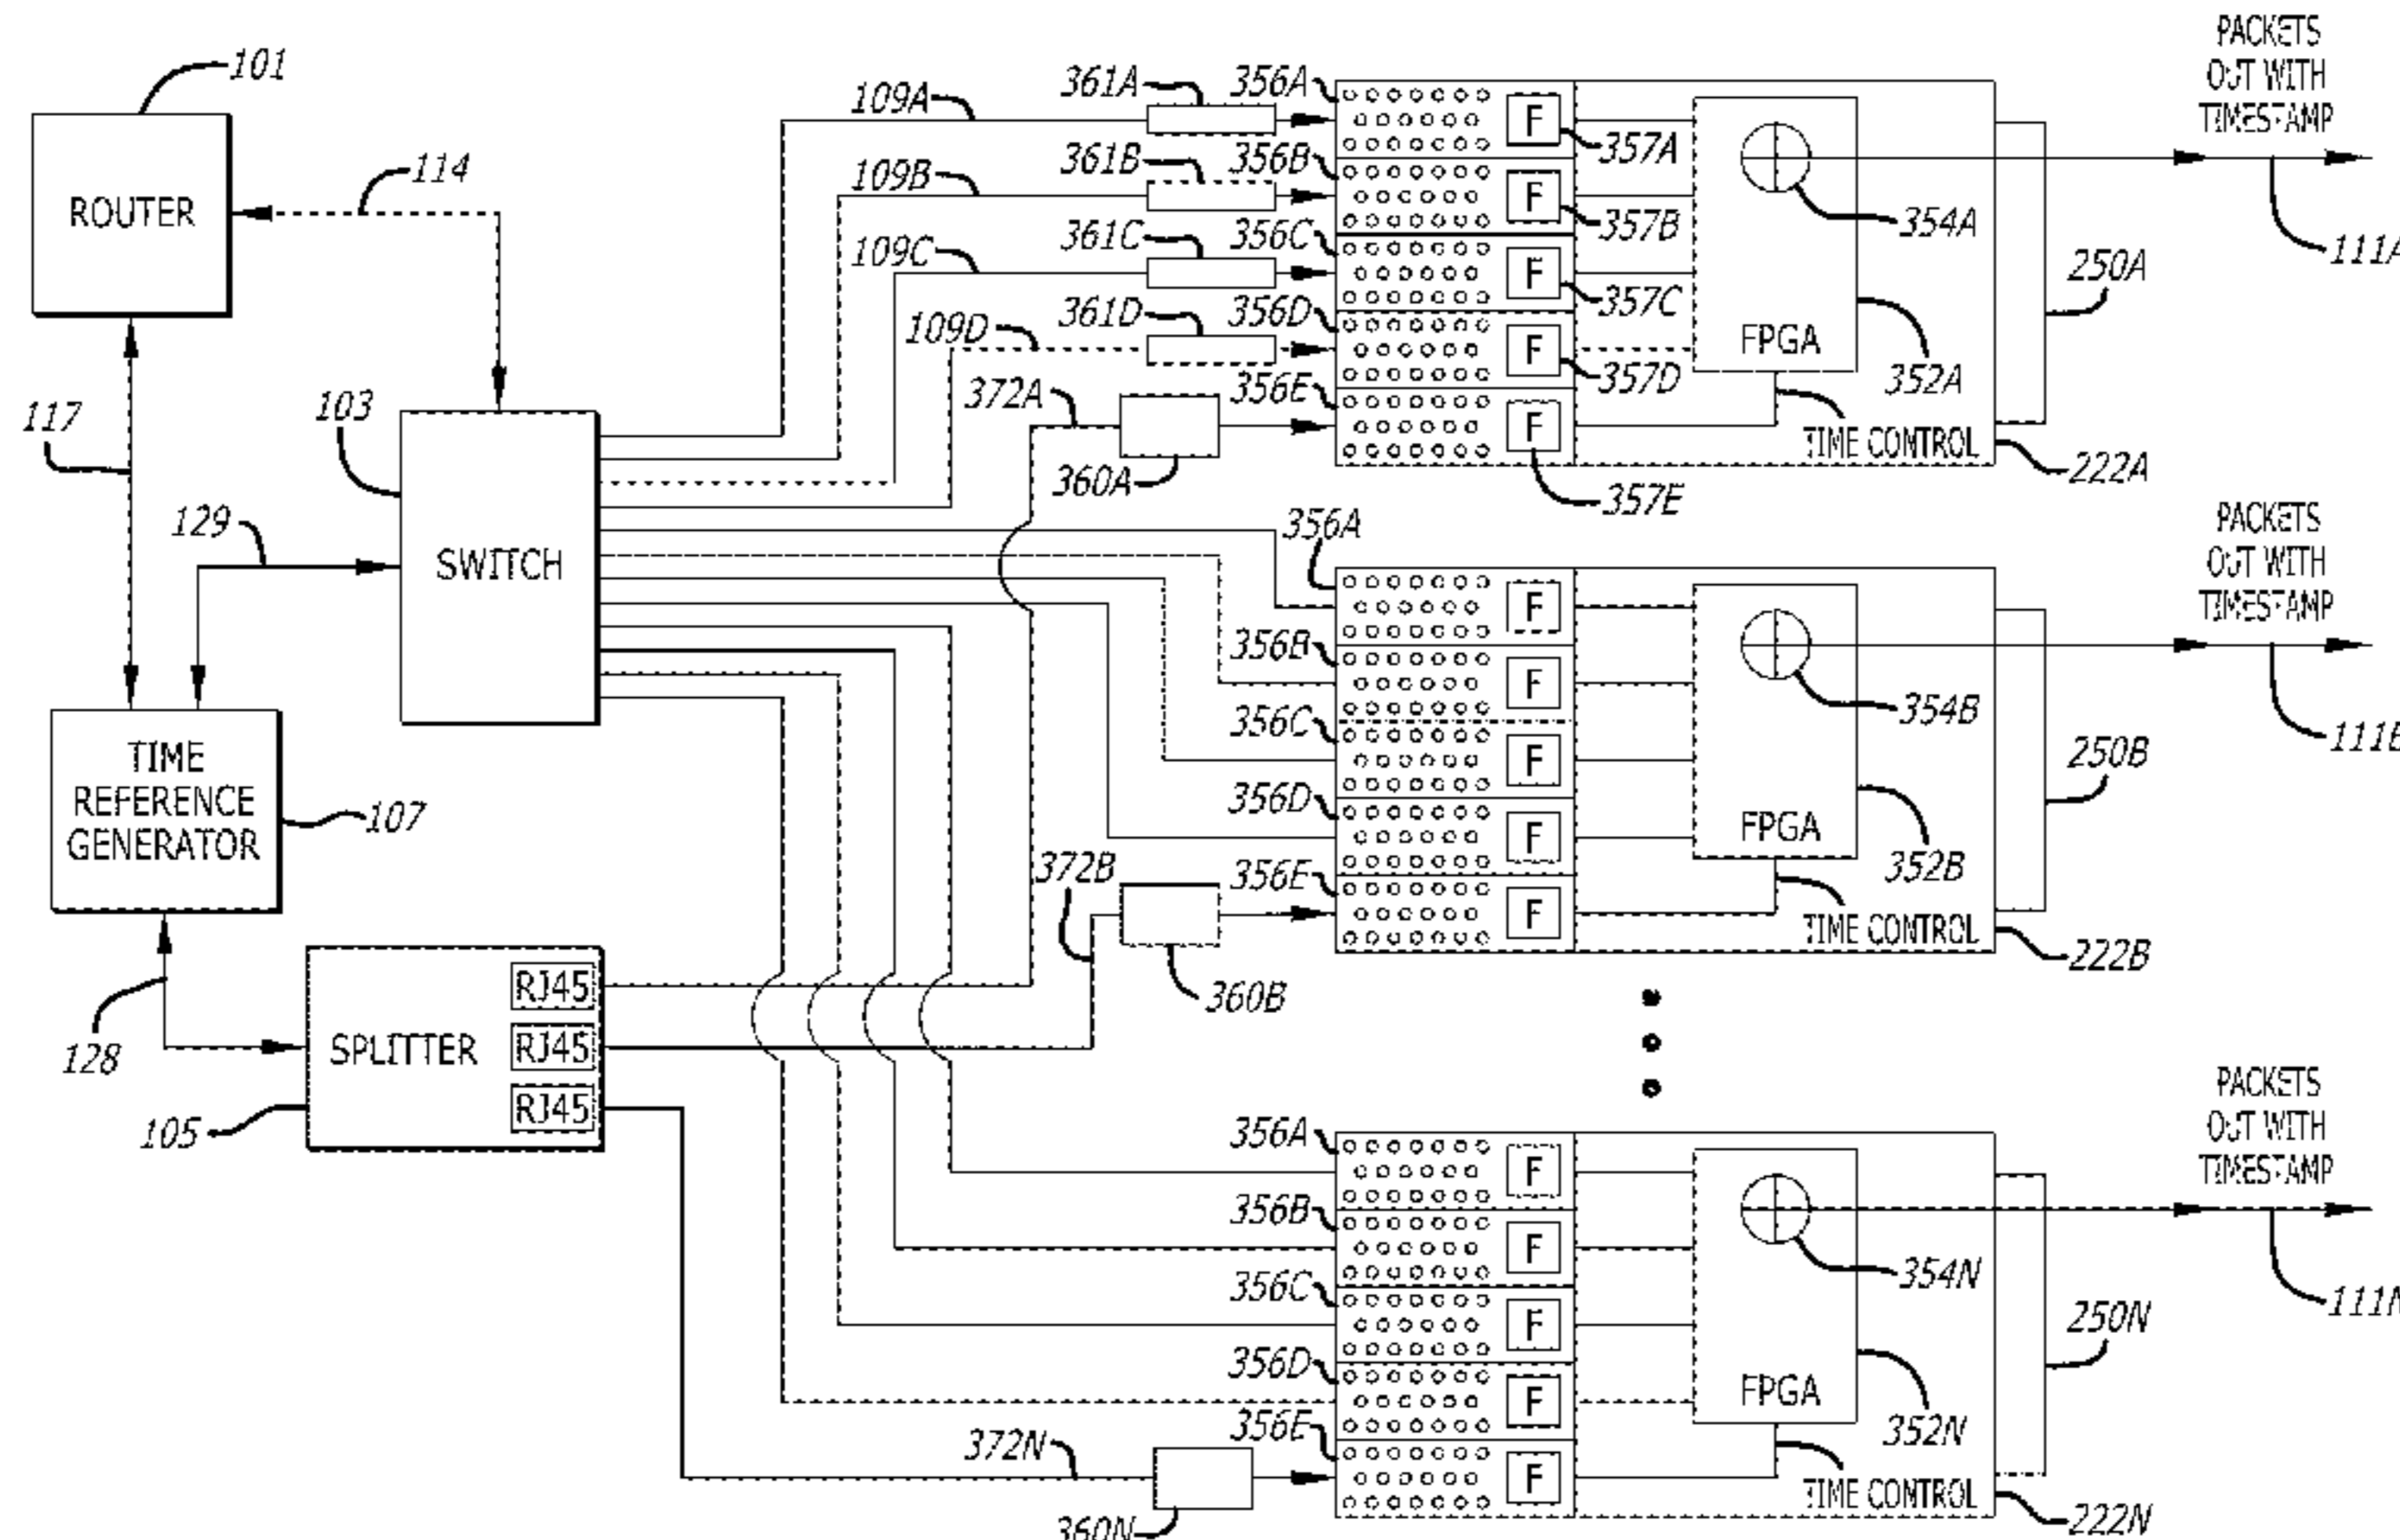 101
ROUTER
114
117
103
129
SWITCH
TIME
REFERENCE
GENERATOR
107
128
SPLITTER
RJ45
RJ45
RJ45
105
109A
109B
109C
109D
361A
361B
361C
361D
372A
360A
356A
356B
356C
356D
356E
F
F
F
F
F
357A
357B
357C
357D
357E
354A
FPGA
352A
TIME CONTROL
222A
250A
PACKETS
OUT WITH
TIMESTAMP
111A
356A
356B
356C
356D
356E
372B
360B
F
F
F
F
F
354B
FPGA
352B
TIME CONTROL
222B
250B
PACKETS
OUT WITH
TIMESTAMP
111B
356A
356B
356C
356D
356E
372N
360N
F
F
F
F
F
354N
FPGA
352N
TIME CONTROL
222N
250N
PACKETS
OUT WITH
TIMESTAMP
111N